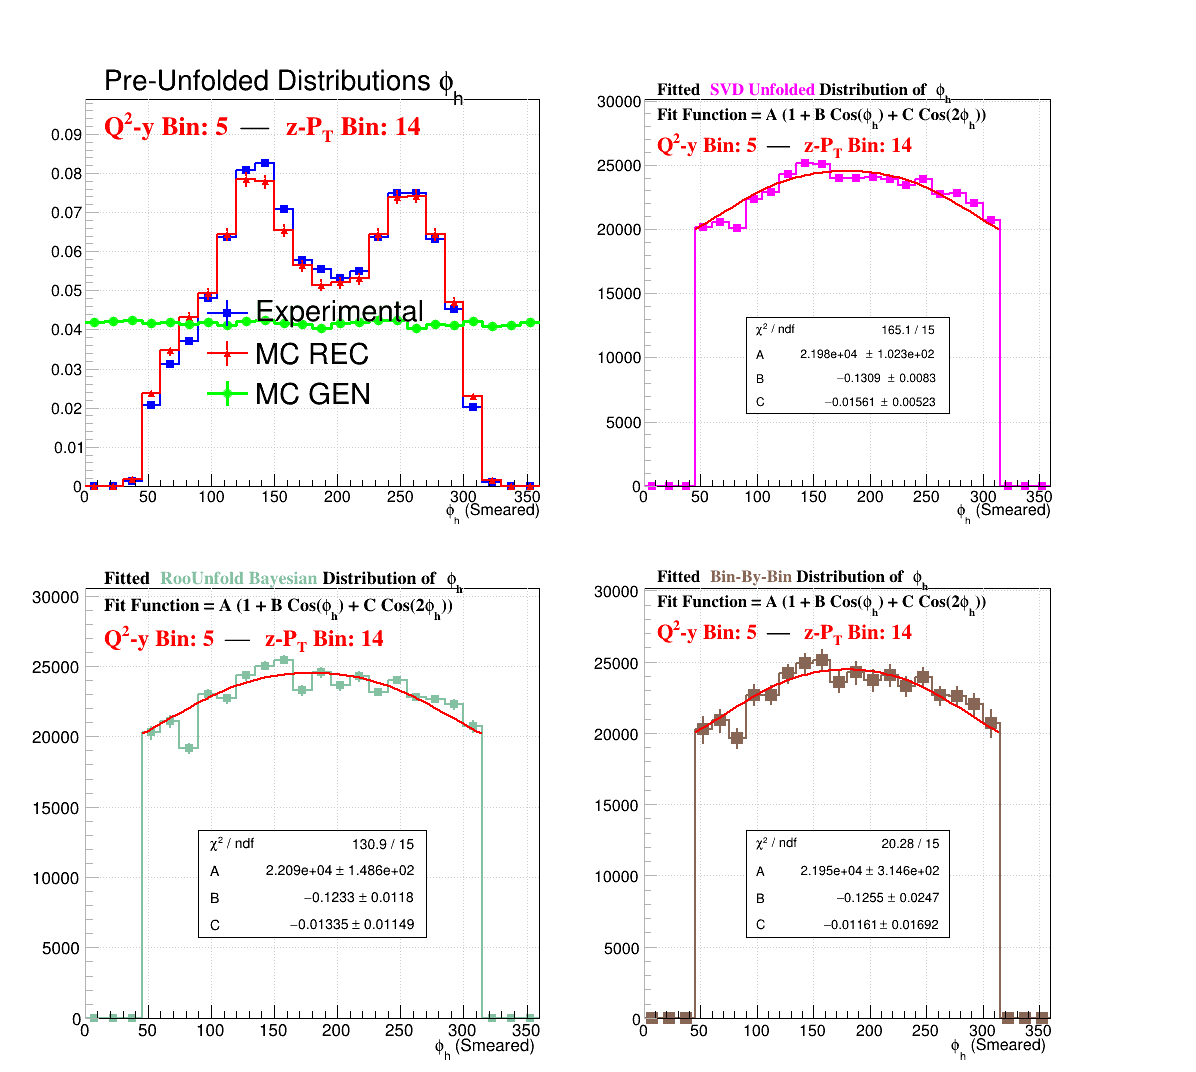 Pre-Unfolded Distributions ϕh
Q²-y Bin: 5 — z-PT Bin: 14
0.09
0.08
0.07
0.06
0.05
0.04
0.03
0.02
0.01
0
Experimental
MC REC
MC GEN
0 50 100 150 200 250 300 350
ϕh (Smeared)
Fitted SVD Unfolded Distribution of ϕh
Fit Function = A (1 + B Cos(ϕh) + C Cos(2ϕh))
Q²-y Bin: 5 — z-PT Bin: 14
30000
25000
20000
15000
10000
5000
0
χ² / ndf 165.1 / 15
A 2.198e+04 ± 1.023e+02
B −0.1309 ± 0.0083
C −0.01561 ± 0.00523
0 50 100 150 200 250 300 350
ϕh (Smeared)
Fitted RooUnfold Bayesian Distribution of ϕh
Fit Function = A (1 + B Cos(ϕh) + C Cos(2ϕh))
Q²-y Bin: 5 — z-PT Bin: 14
30000
25000
20000
15000
10000
5000
0
χ² / ndf 130.9 / 15
A 2.209e+04 ± 1.486e+02
B −0.1233 ± 0.0118
C −0.01335 ± 0.01149
0 50 100 150 200 250 300 350
ϕh (Smeared)
Fitted Bin-By-Bin Distribution of ϕh
Fit Function = A (1 + B Cos(ϕh) + C Cos(2ϕh))
Q²-y Bin: 5 — z-PT Bin: 14
30000
25000
20000
15000
10000
5000
0
χ² / ndf 20.28 / 15
A 2.195e+04 ± 3.146e+02
B −0.1255 ± 0.0247
C −0.01161 ± 0.01692
0 50 100 150 200 250 300 350
ϕh (Smeared)